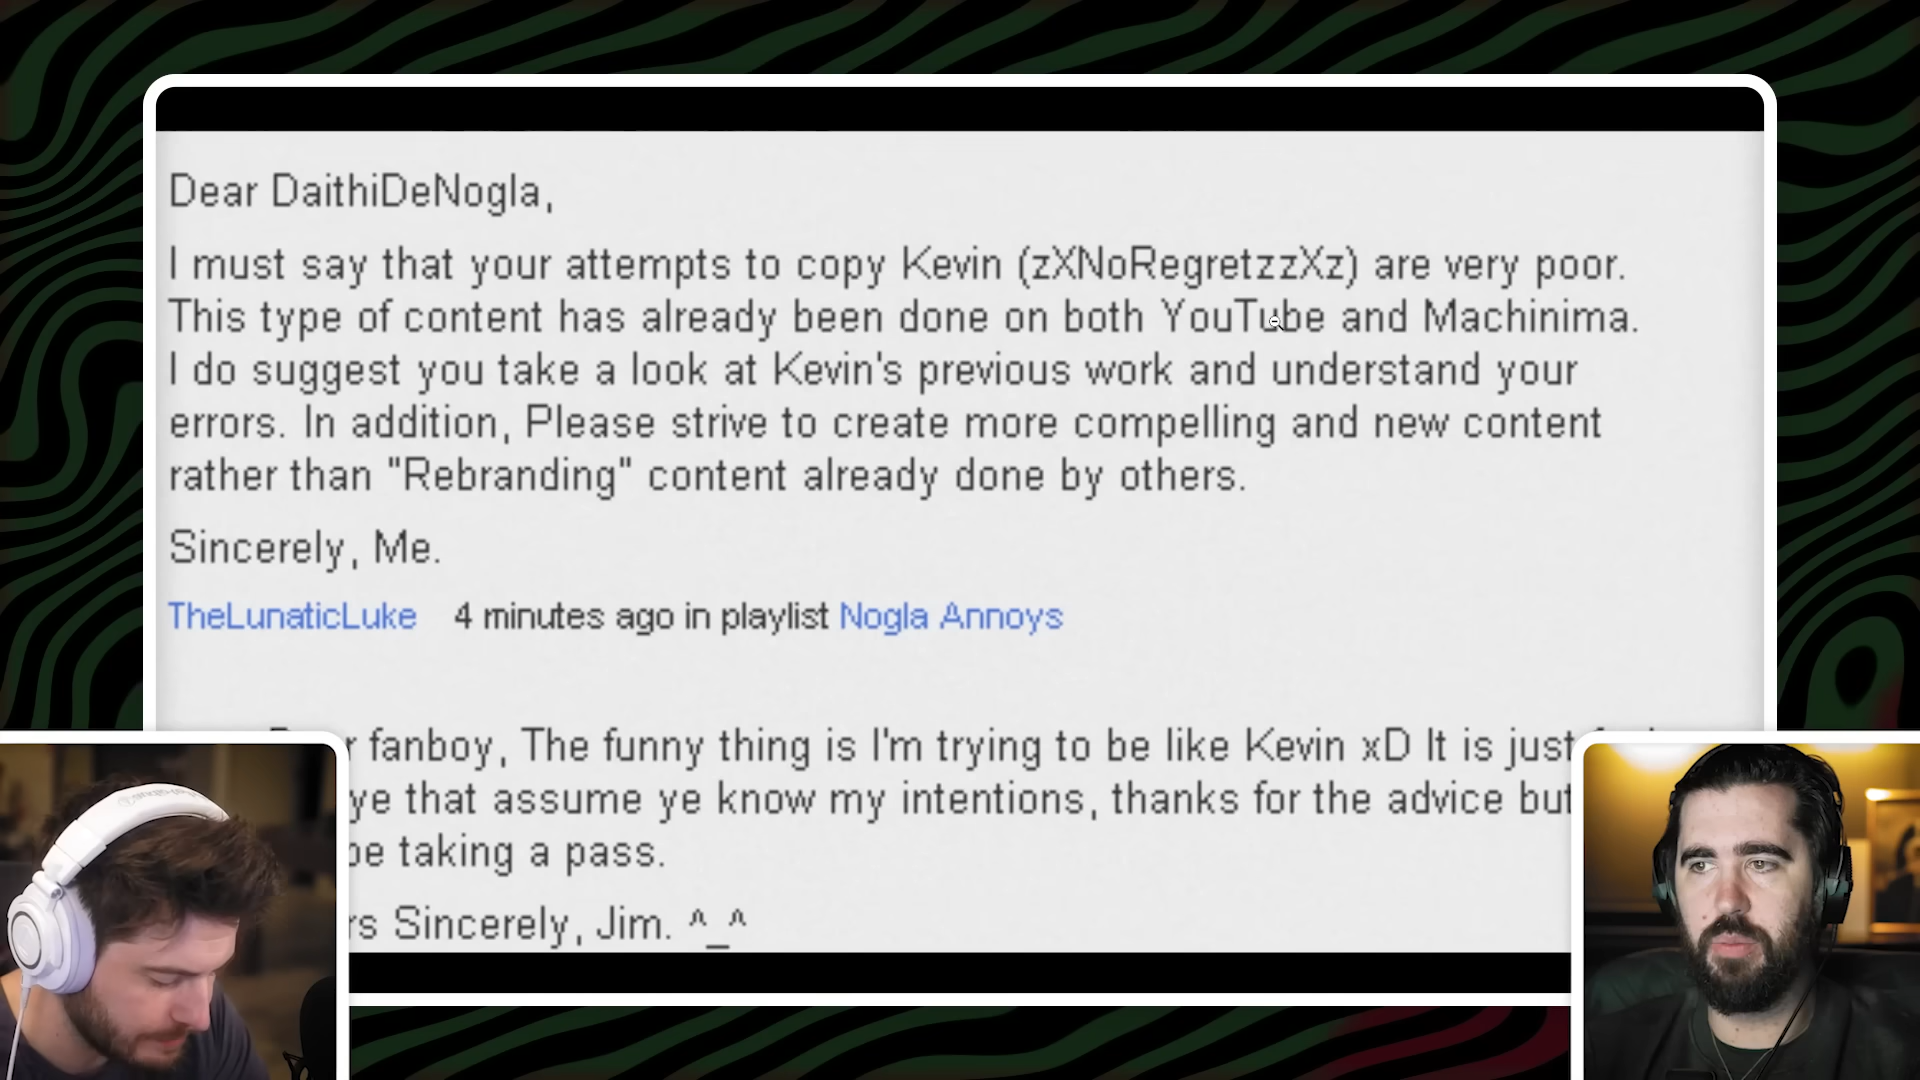 Dear DaithiDeNogla,
I must say that your attempts to copy Kevin (zXNoRegretzzXz) are very poor.
This type of content has already been done on both YouTube and Machinima.
I do suggest you take a look at Kevin's previous work and understand your
errors. In addition, Please strive to create more compelling and new content
rather than "Rebranding" content already done by others.
Sincerely, Me.
TheLunaticLuke 4 minutes ago in playlist Nogla Annoys
fanboy, The funny thing is I'm trying to be like Kevin xD It is just
ye that assume ye know my intentions, thanks for the advice but
be taking a pass.
Sincerely, Jim. ^_^